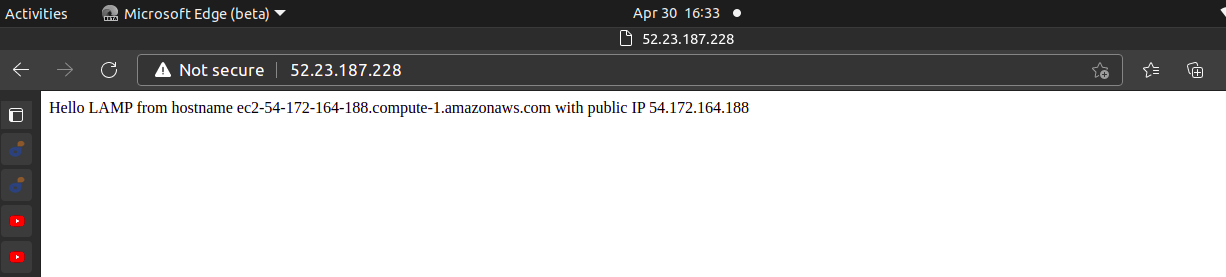 Activities Microsoft Edge (beta) Apr 30 16:33
52.23.187.228
Not secure 52.23.187.228
Hello LAMP from hostname ec2-54-172-164-188.compute-1.amazonaws.com with public IP 54.172.164.188